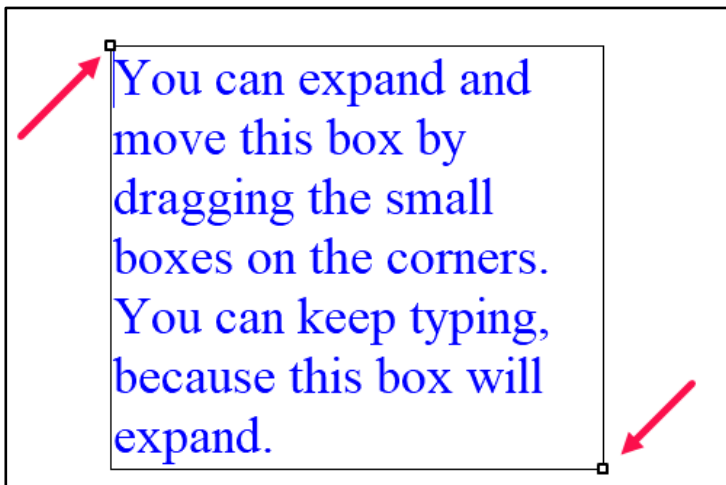 You can expand and
move this box by
dragging the small
boxes on the corners.
You can keep typing,
because this box will
expand.